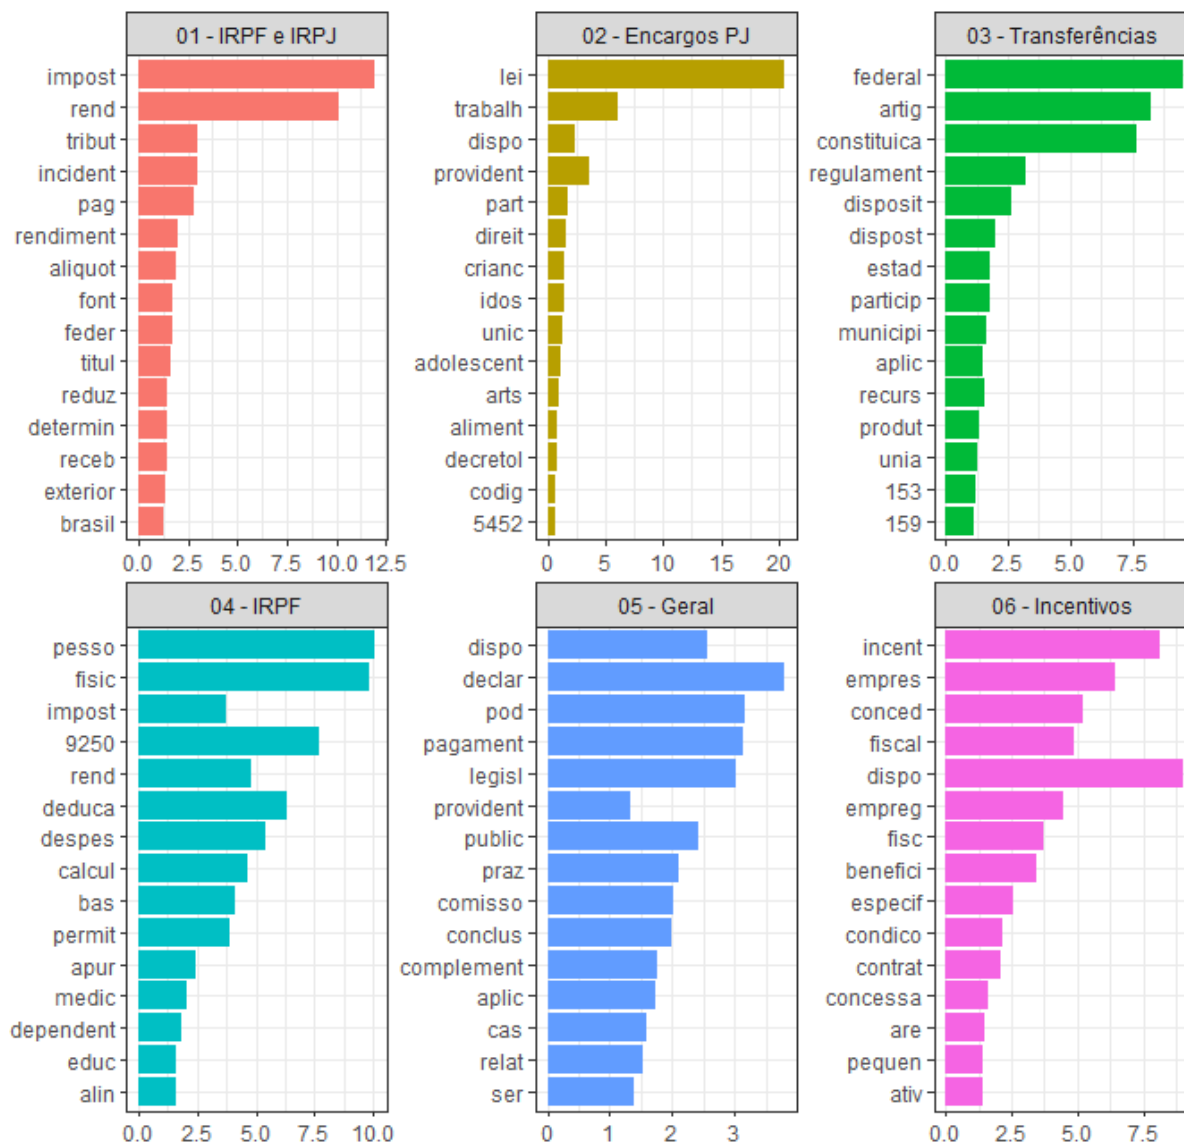 01 - IRPF e IRPJ
impost
rend
tribut
incident
pag
rendiment
aliquot
font
feder
titul
reduz
determin
receb
exterior
brasil
0.0 2.5 5.0 7.5 10.0 12.5
02 - Encargos PJ
lei
trabalh
dispo
provident
part
direit
crianc
idos
unic
adolescent
arts
aliment
decretol
codig
5452
0 5 10 15 20
03 - Transferências
federal
artig
constituica
regulament
disposit
dispost
estad
particip
municipi
aplic
recurs
produt
unia
153
159
0.0 2.5 5.0 7.5
04 - IRPF
pesso
fisic
impost
9250
rend
deduca
despes
calcul
bas
permit
apur
medic
dependent
educ
alin
0.0 2.5 5.0 7.5 10.0
05 - Geral
dispo
declar
pod
pagament
legisl
provident
public
praz
comisso
conclus
complement
aplic
cas
relat
ser
0 1 2 3
06 - Incentivos
incent
empres
conced
fiscal
dispo
empreg
fisc
benefici
especif
condico
contrat
concessa
are
pequen
ativ
0.0 2.5 5.0 7.5